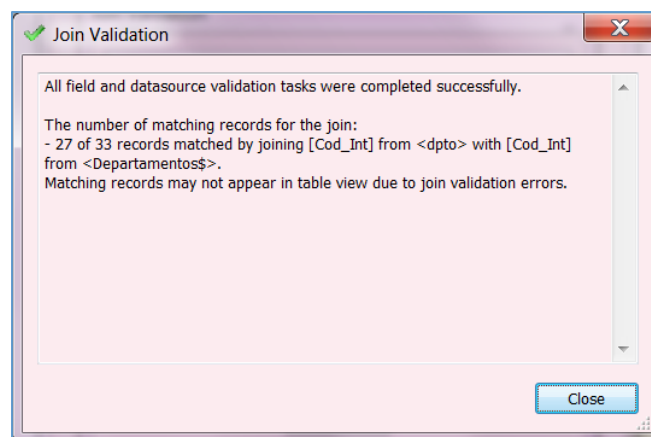 Join Validation
All field and datasource validation tasks were completed successfully.
The number of matching records for the join:
- 27 of 33 records matched by joining [Cod_Int] from <dpto> with [Cod_Int]
from <Departamentos$>.
Matching records may not appear in table view due to join validation errors.
Close